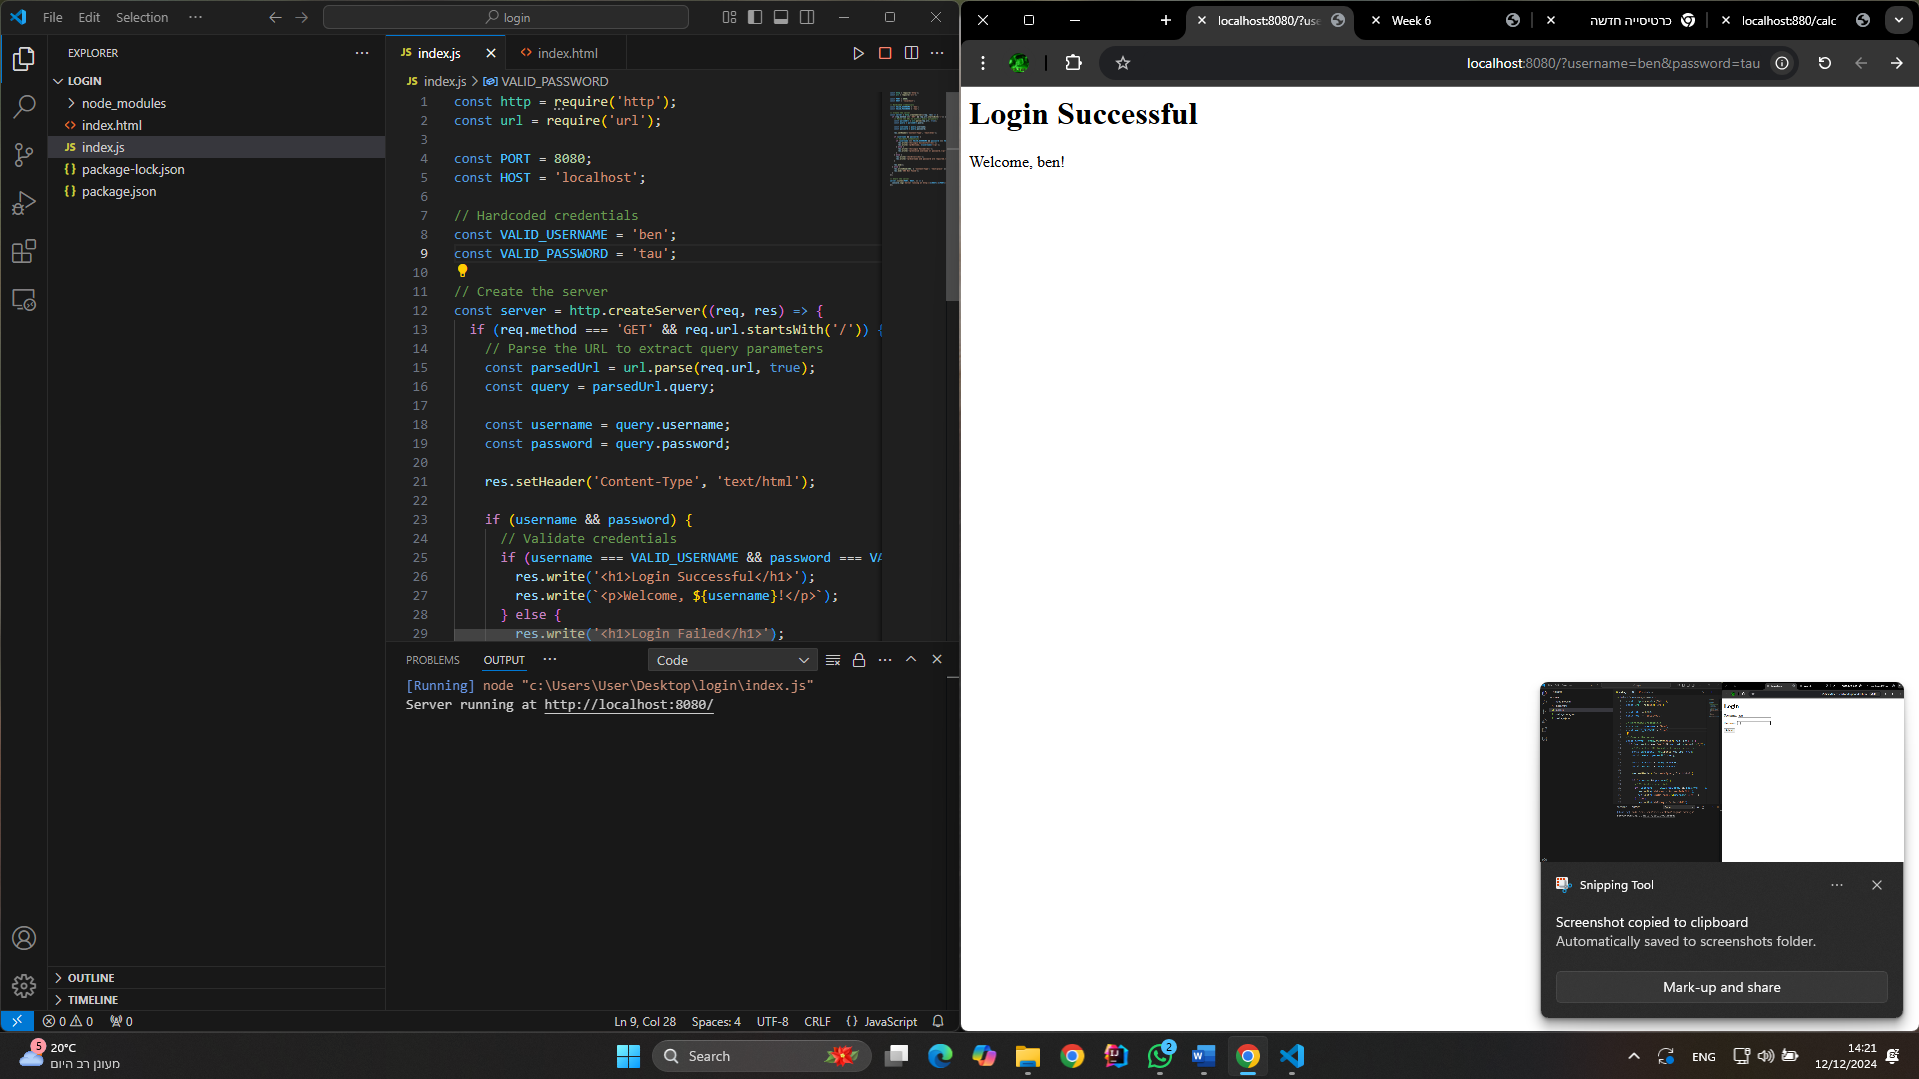 File Edit Selection ···
login
EXPLORER
LOGIN
node_modules
index.html
index.js
package-lock.json
package.json
OUTLINE
TIMELINE
JS index.js
index.html
JS index.js > VALID_PASSWORD
1 const http = require('http');
2 const url = require('url');
3
4 const PORT = 8080;
5 const HOST = 'localhost';
6
7 // Hardcoded credentials
8 const VALID_USERNAME = 'ben';
9 const VALID_PASSWORD = 'tau';
10
11 // Create the server
12 const server = http.createServer((req, res) => {
13 if (req.method === 'GET' && req.url.startsWith('/')) {
14 // Parse the URL to extract query parameters
15 const parsedUrl = url.parse(req.url, true);
16 const query = parsedUrl.query;
17
18 const username = query.username;
19 const password = query.password;
20
21 res.setHeader('Content-Type', 'text/html');
22
23 if (username && password) {
24 // Validate credentials
25 if (username === VALID_USERNAME && password === VA
26 res.write('<h1>Login Successful</h1>');
27 res.write(`<p>Welcome, ${username}!</p>`);
28 } else {
29 res.write('<h1>Login Failed</h1>');
PROBLEMS OUTPUT ··· Code
[Running] node "c:\Users\User\Desktop\login\index.js"
Server running at http://localhost:8080/
0 0 0 Ln 9, Col 28 Spaces: 4 UTF-8 CRLF {} JavaScript
localhost:8080/?use
Week 6
כרטיסייה חדשה
localhost:880/calc
localhost:8080/?username=ben&password=tau
Login Successful
Welcome, ben!
Snipping Tool
Screenshot copied to clipboard
Automatically saved to screenshots folder.
Mark-up and share
5
20°C
מעונן רב היום
Search
2
ENG
14:21
12/12/2024